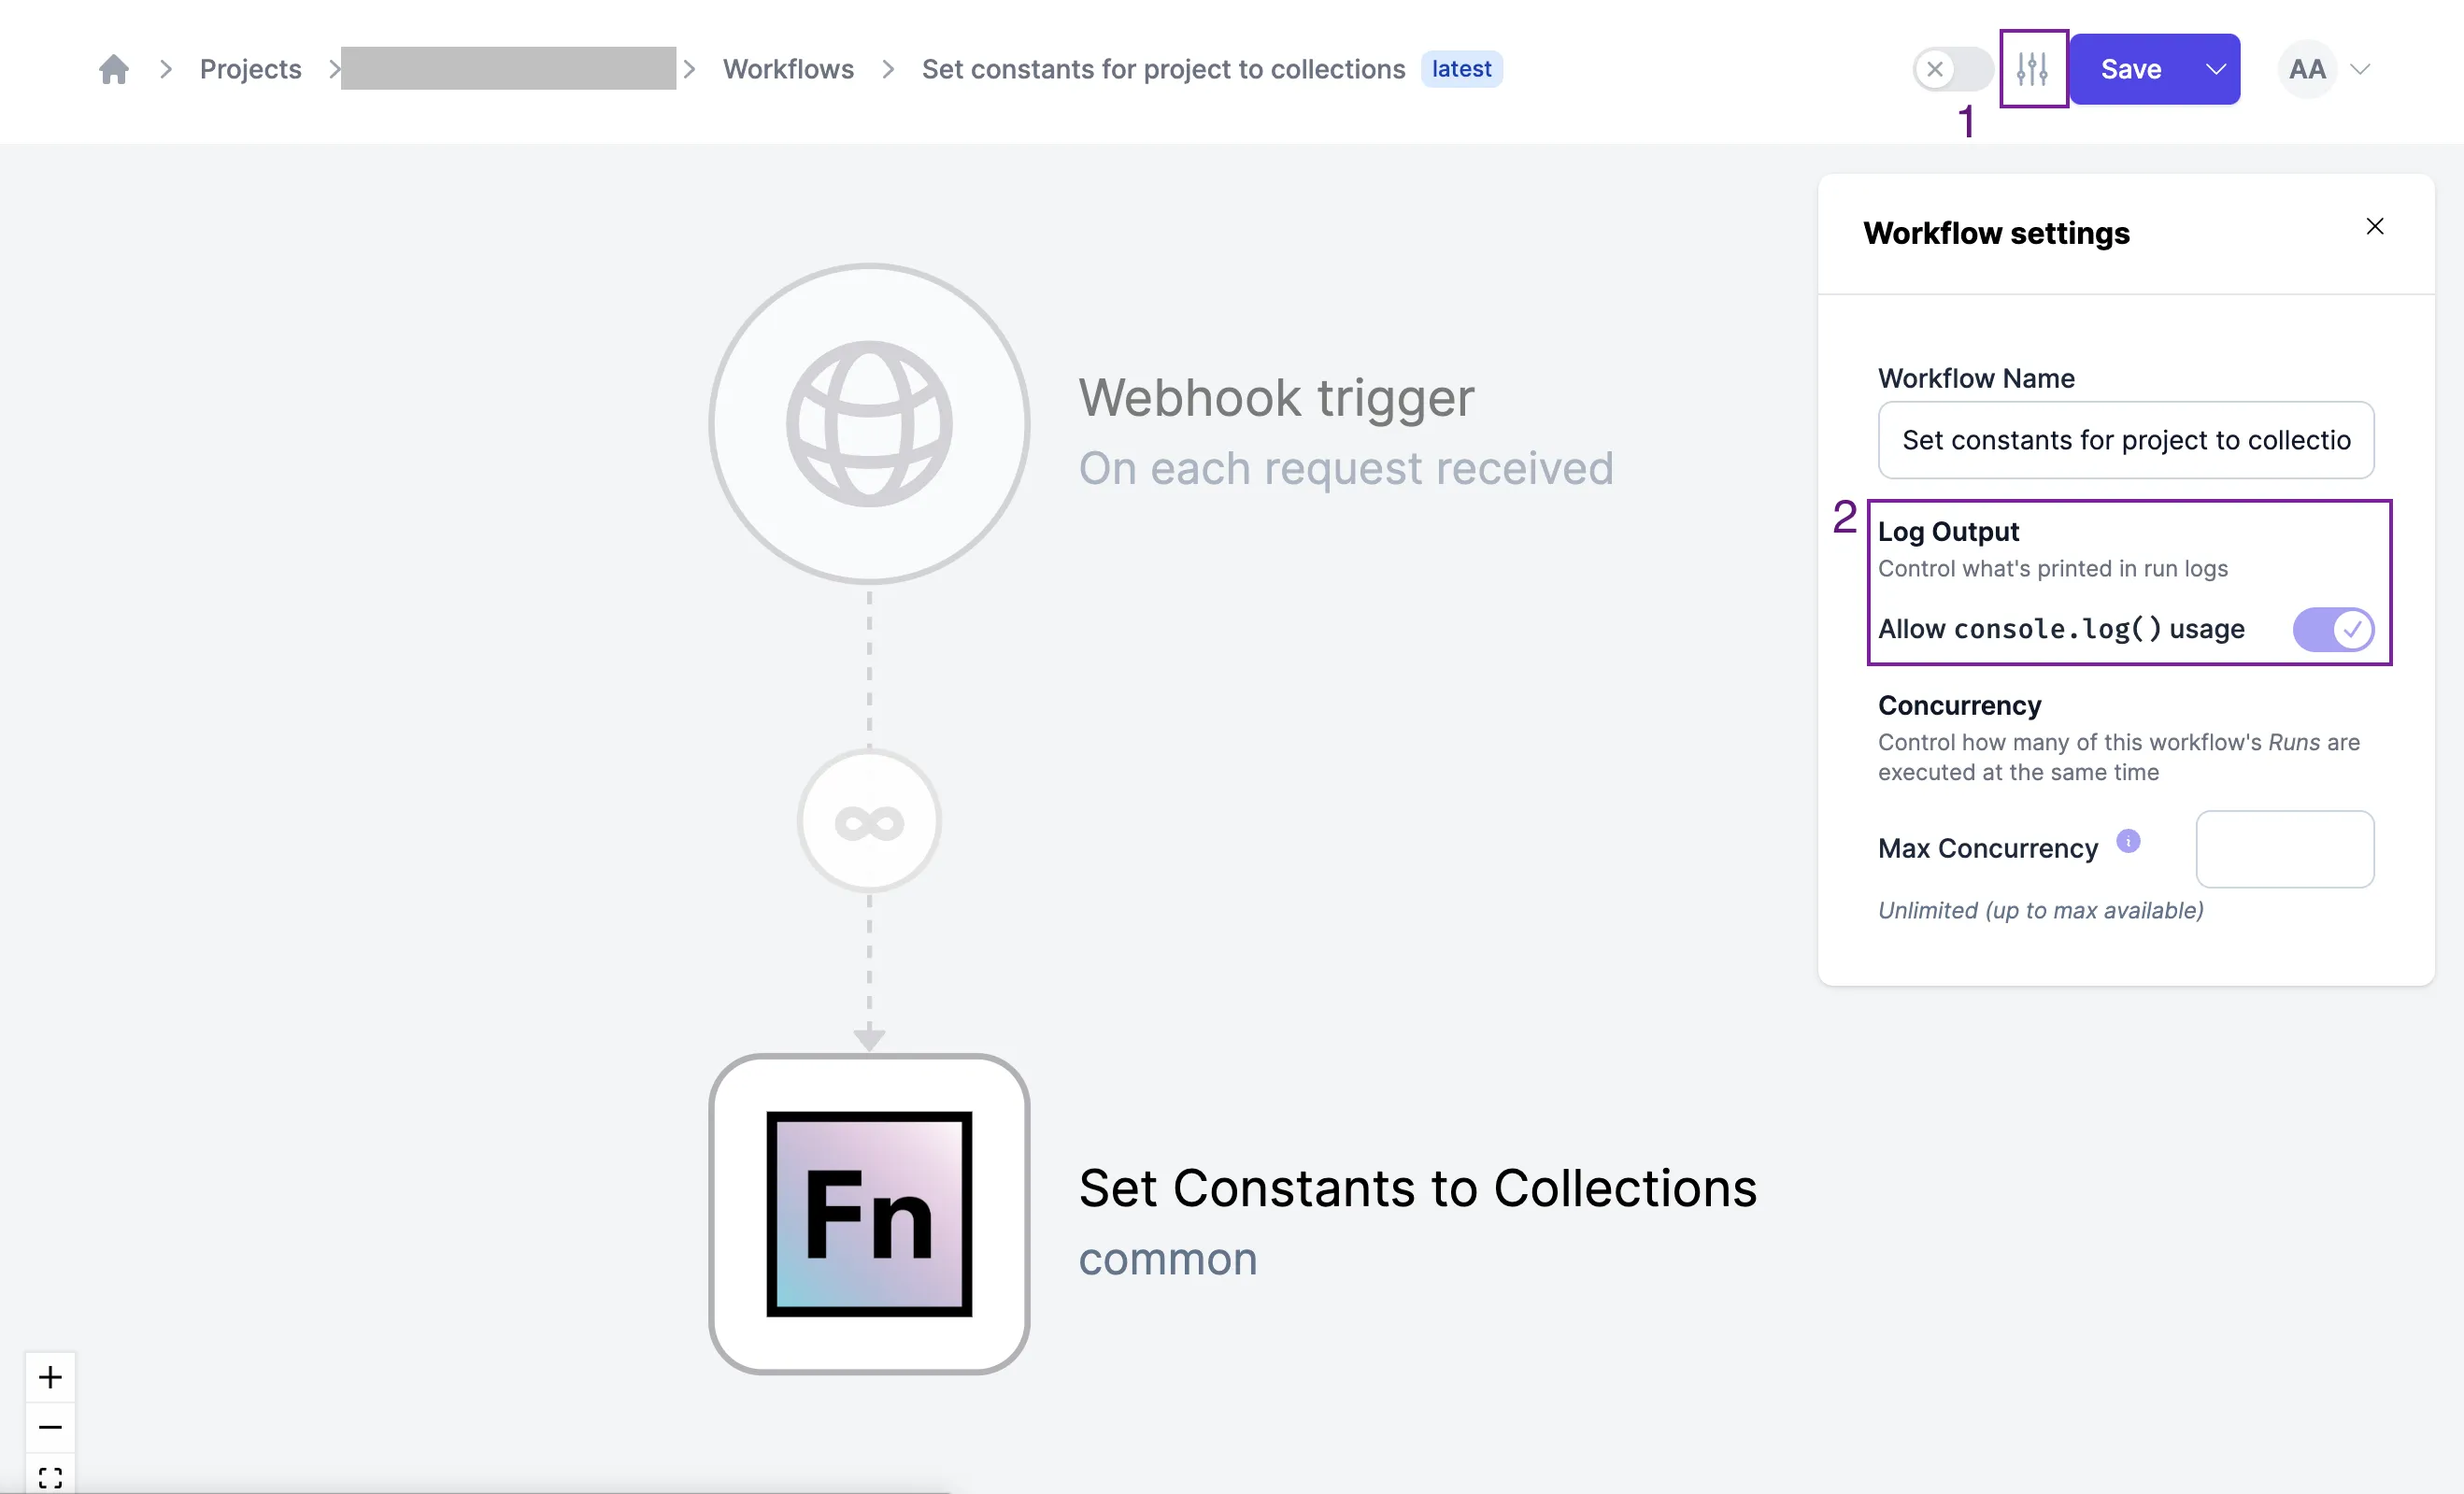 Projects
Workflows
Set constants for project to collections
latest
Save
AA
1
Workflow settings
Workflow Name
Set constants for project to collectio
2
Log Output
Control what's printed in run logs
Allow console.log() usage
Concurrency
Control how many of this workflow's Runs are
executed at the same time
Max Concurrency
i
Unlimited (up to max available)
Webhook trigger
On each request received
Fn
Set Constants to Collections
common